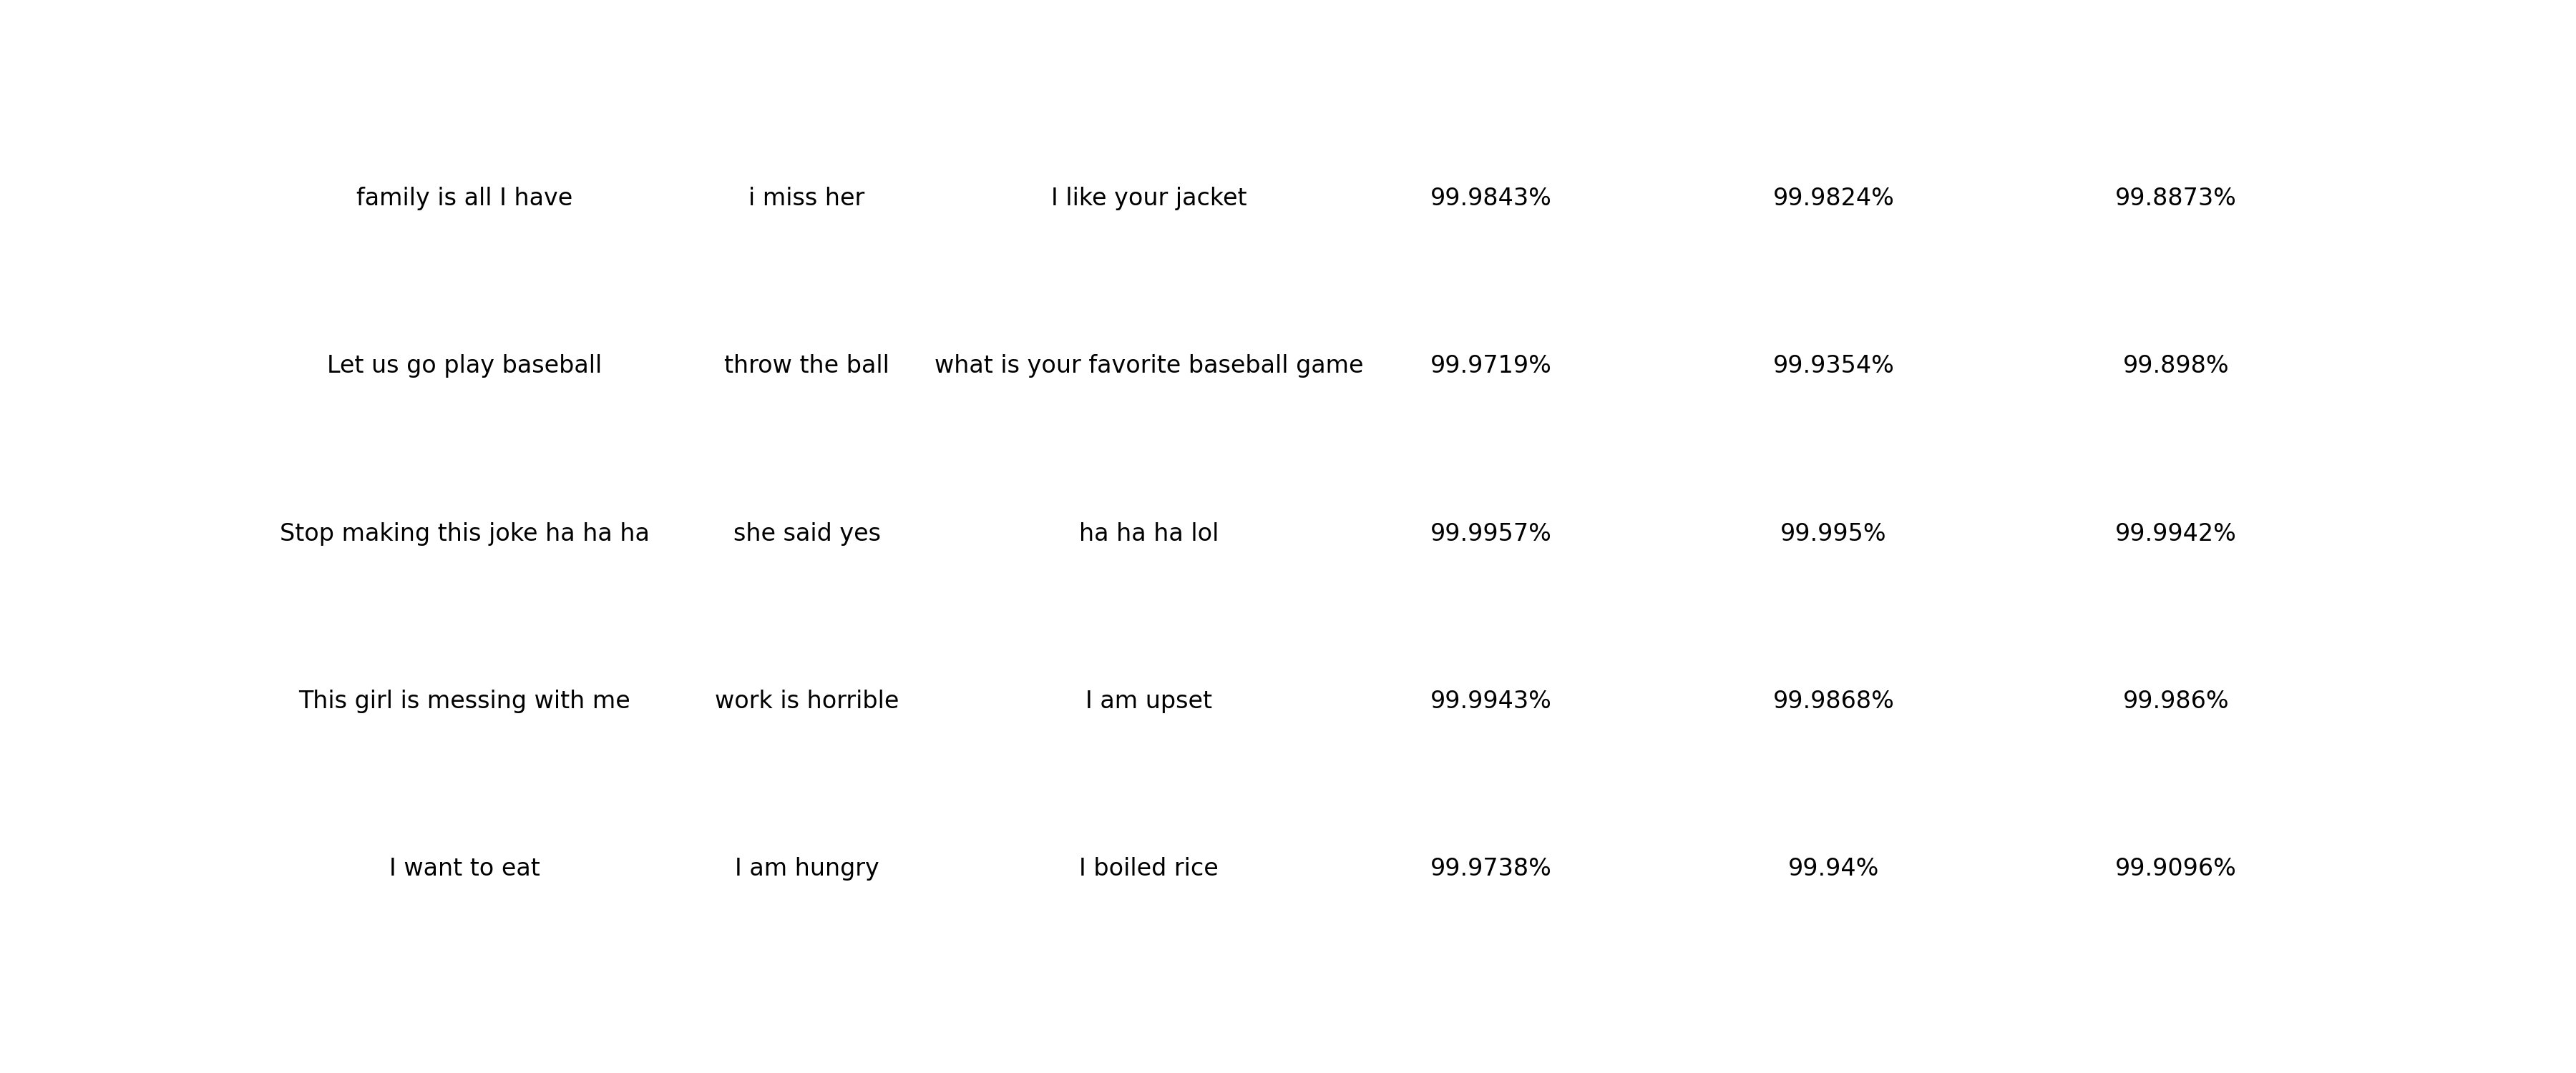 family is all I have i miss her I like your jacket 99.9843% 99.9824% 99.8873%
Let us go play baseball throw the ball what is your favorite baseball game 99.9719% 99.9354% 99.898%
Stop making this joke ha ha ha she said yes ha ha ha lol 99.9957% 99.995% 99.9942%
This girl is messing with me work is horrible I am upset 99.9943% 99.9868% 99.986%
I want to eat I am hungry I boiled rice 99.9738% 99.94% 99.9096%